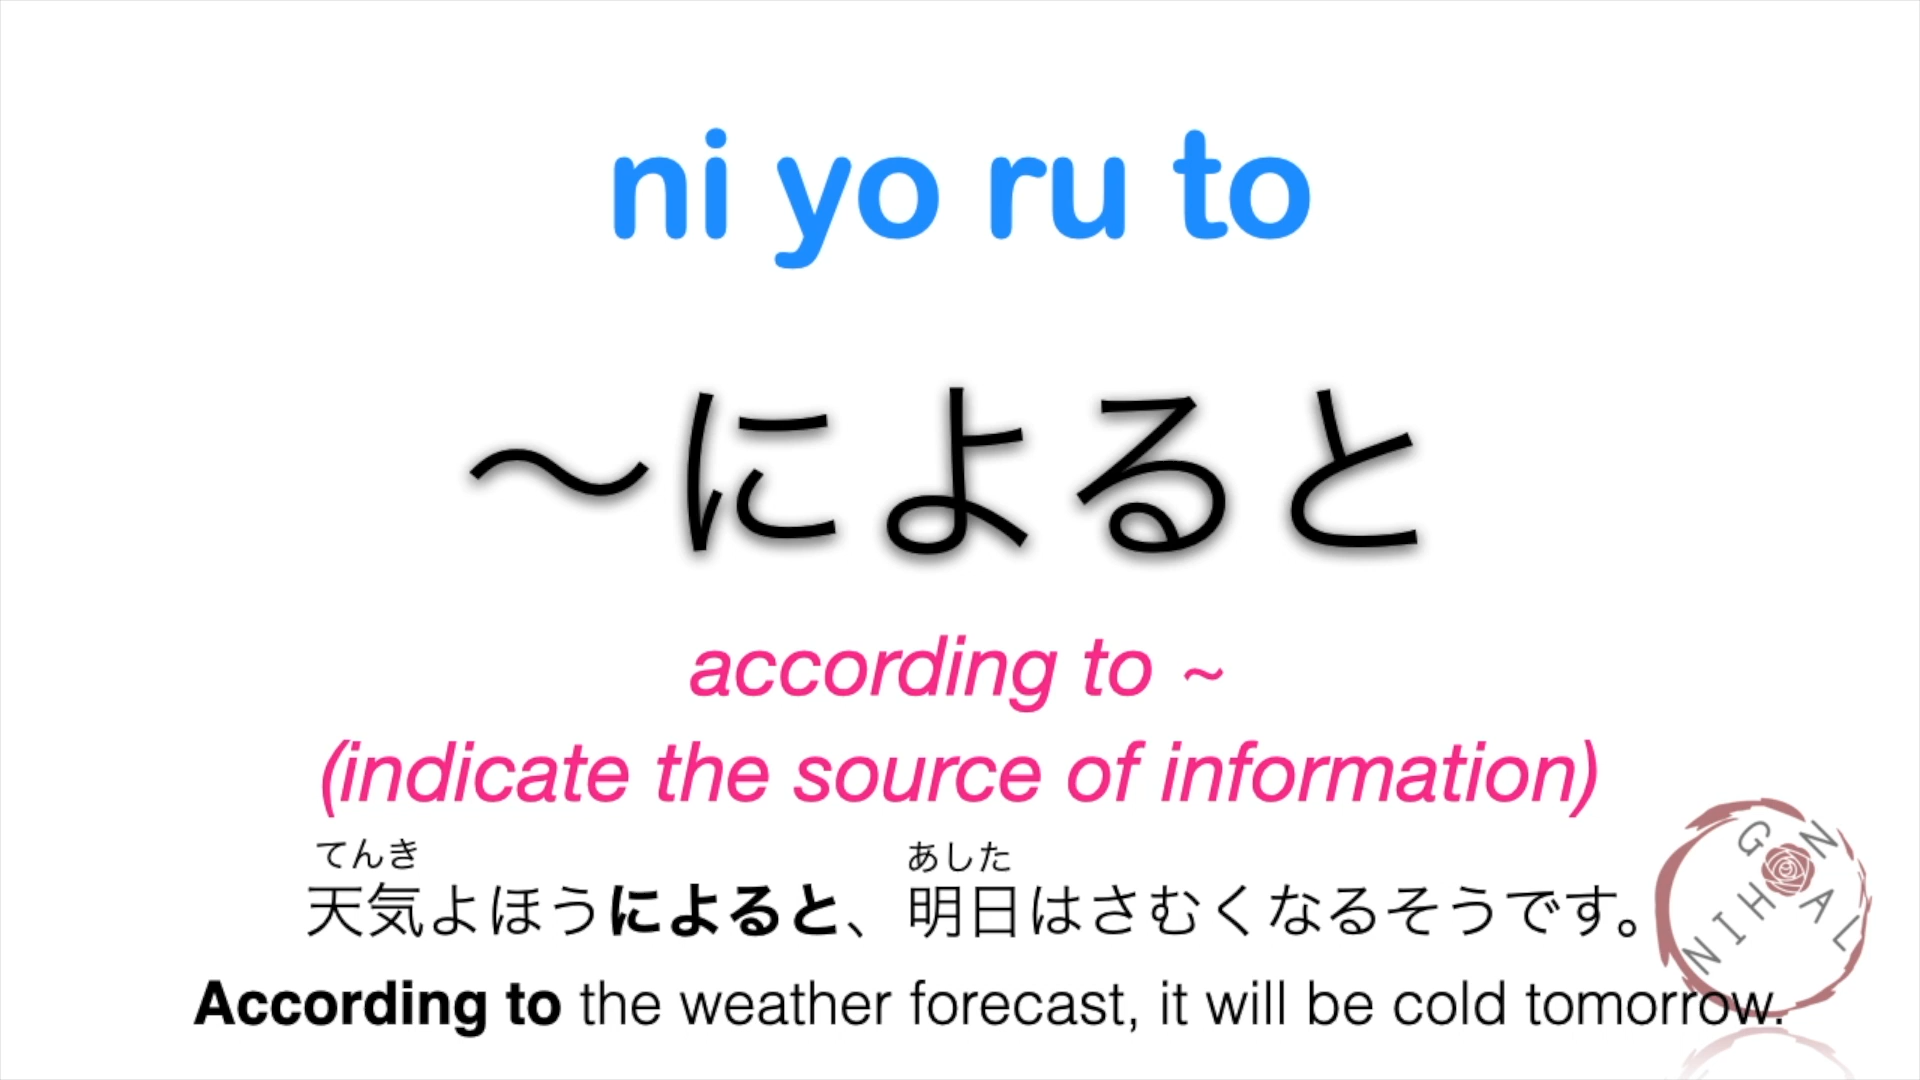 ni yo ru to
～によると
according to ~
(indicate the source of information)
てんき あした
天気よほうによると、明日はさむくなるそうです。
According to the weather forecast, it will be cold tomorrow.
NIHONGO NAL